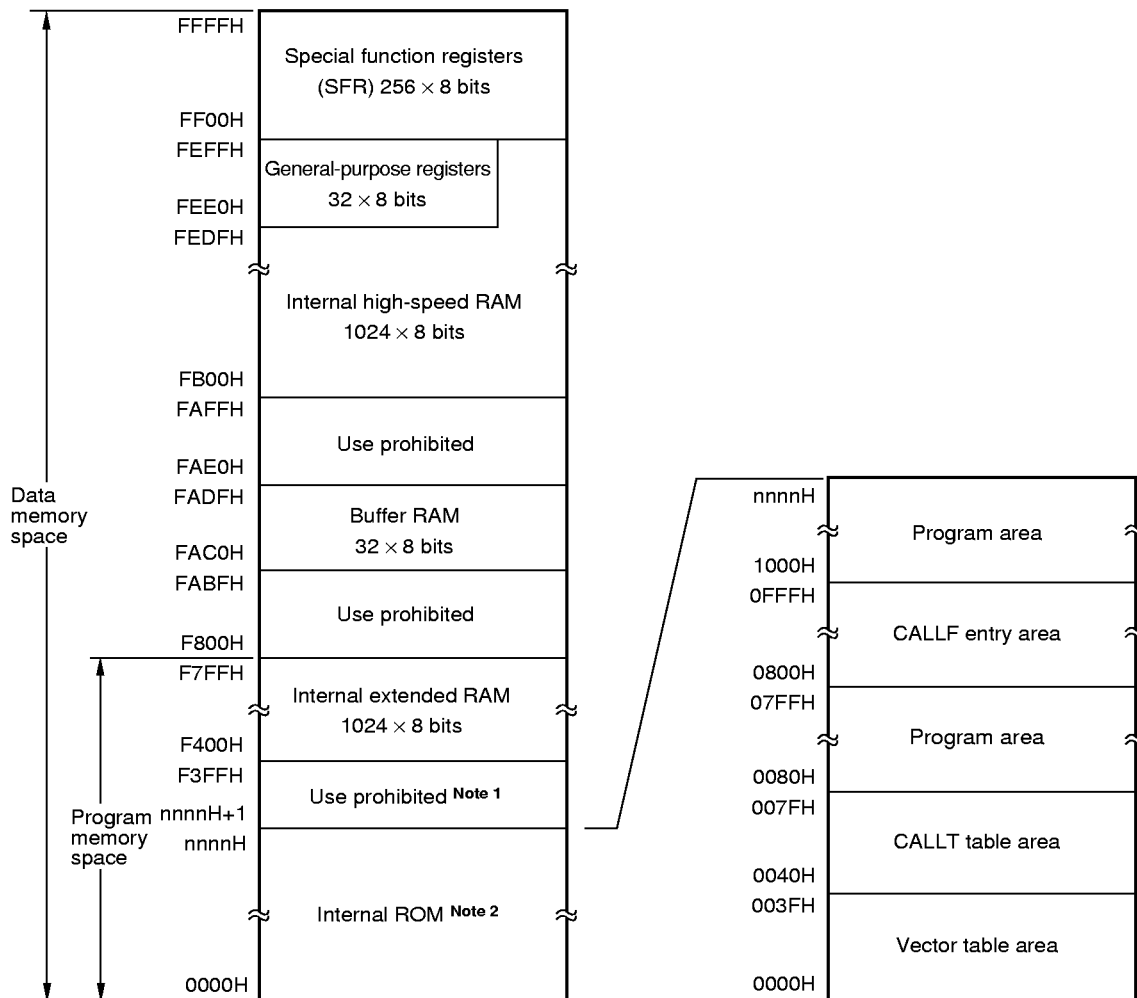 FFFFH
Special function registers
(SFR) 256 × 8 bits
FF00H
FEFFH
General-purpose registers
32 × 8 bits
FEE0H
FEDFH
Internal high-speed RAM
1024 × 8 bits
FB00H
FAFFH
Use prohibited
FAE0H
FADFH
Buffer RAM
32 × 8 bits
FAC0H
FABFH
Use prohibited
F800H
F7FFH
Internal extended RAM
1024 × 8 bits
F400H
F3FFH
Use prohibited Note 1
nnnnH+1
nnnnH
Internal ROM Note 2
0000H
Data
memory
space
Program
memory
space
nnnnH
Program area
1000H
0FFFH
CALLF entry area
0800H
07FFH
Program area
0080H
007FH
CALLT table area
0040H
003FH
Vector table area
0000H